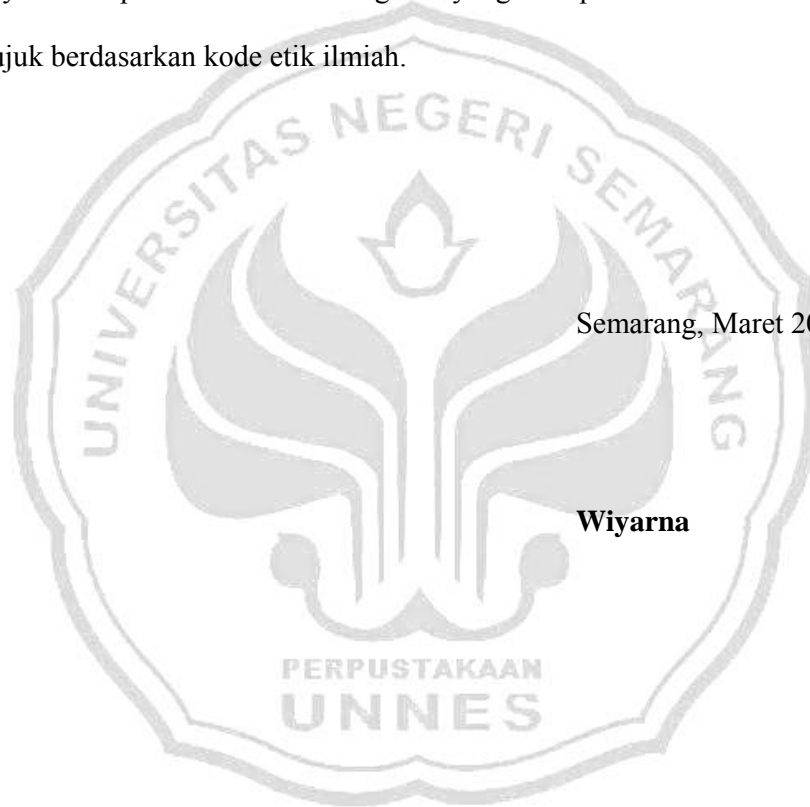 ujuk berdasarkan kode etik ilmiah.
UNIVERSITAS NEGERI SEMARANG
Semarang, Maret 20
Wiyarna
PERPUSTAKAAN
UNNES